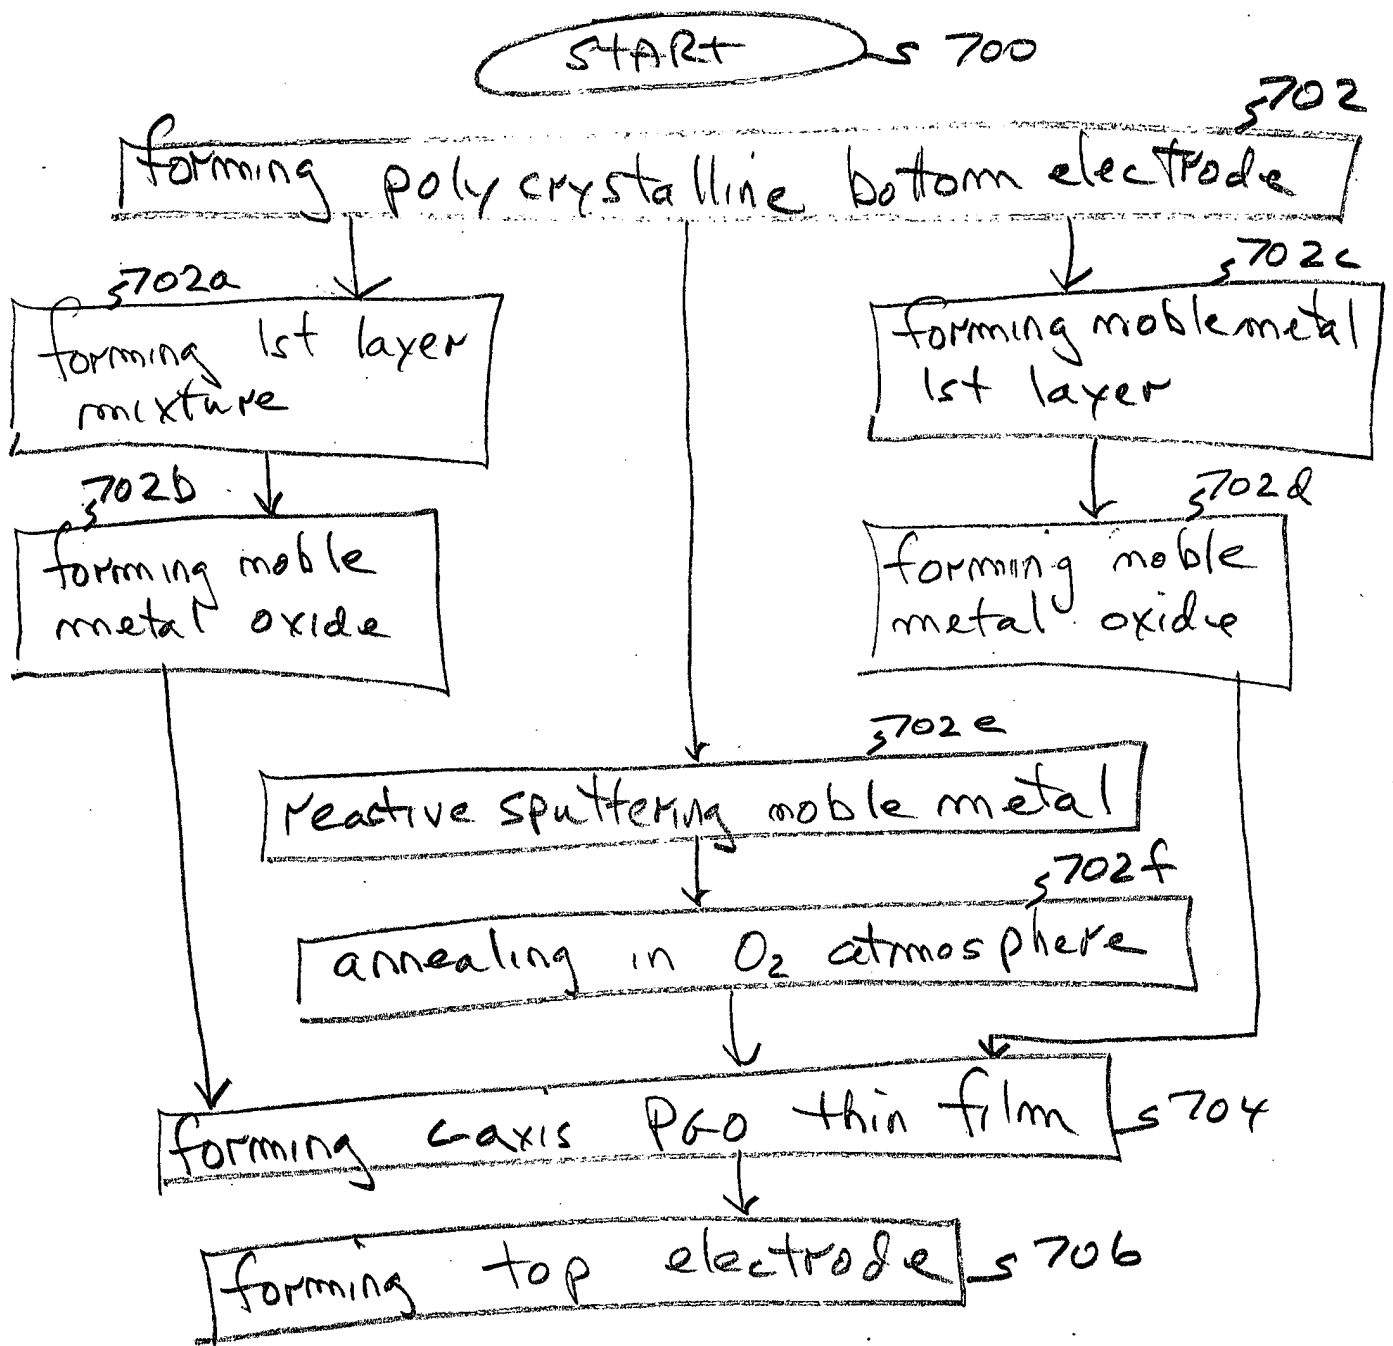 START 700
702
forming polycrystalline bottom electrode
702a
forming 1st layer
mixture
702c
forming noble metal
1st layer
702b
forming noble
metal oxide
702d
forming noble
metal oxide
702e
reactive sputtering noble metal
702f
annealing in O2 atmosphere
forming c-axis PGO thin film 704
forming top electrode 706